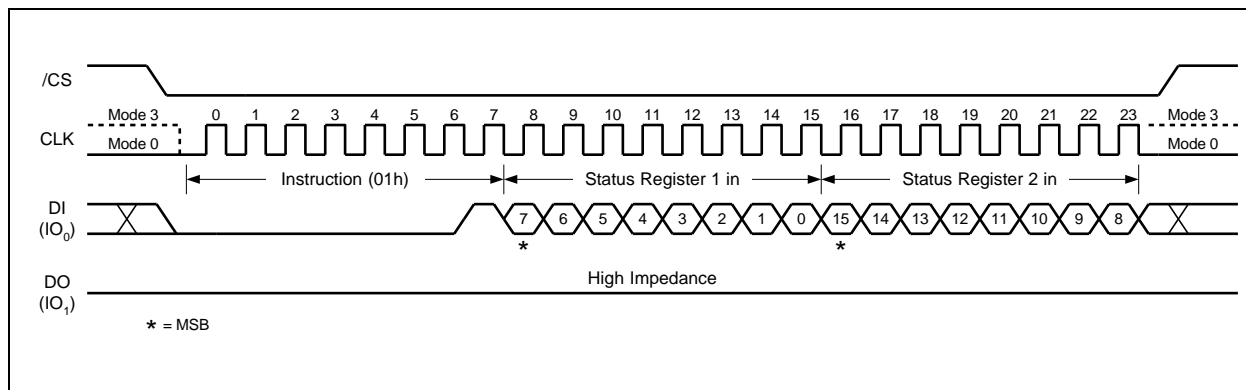 /CS
Mode 3 0 1 2 3 4 5 6 7 8 9 10 11 12 13 14 15 16 17 18 19 20 21 22 23 Mode 3
CLK
Mode 0 Mode 0
Instruction (01h) Status Register 1 in Status Register 2 in
DI
(IO0) 7 6 5 4 3 2 1 0 15 14 13 12 11 10 9 8
* *
DO High Impedance
(IO1)
* = MSB